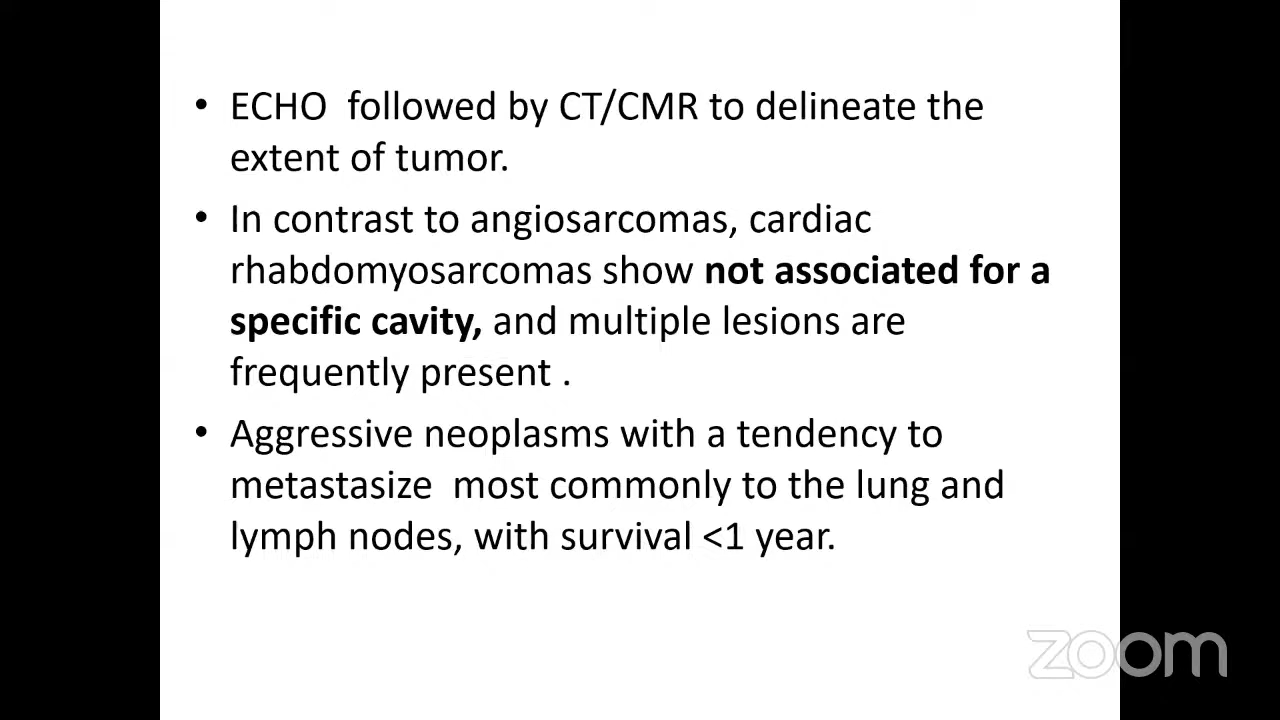 • ECHO  followed by CT/CMR to delineate the
extent of tumor.
• In contrast to angiosarcomas, cardiac
rhabdomyosarcomas show not associated for a
specific cavity, and multiple lesions are
frequently present .
• Aggressive neoplasms with a tendency to
metastasize  most commonly to the lung and
lymph nodes, with survival <1 year.
zoom